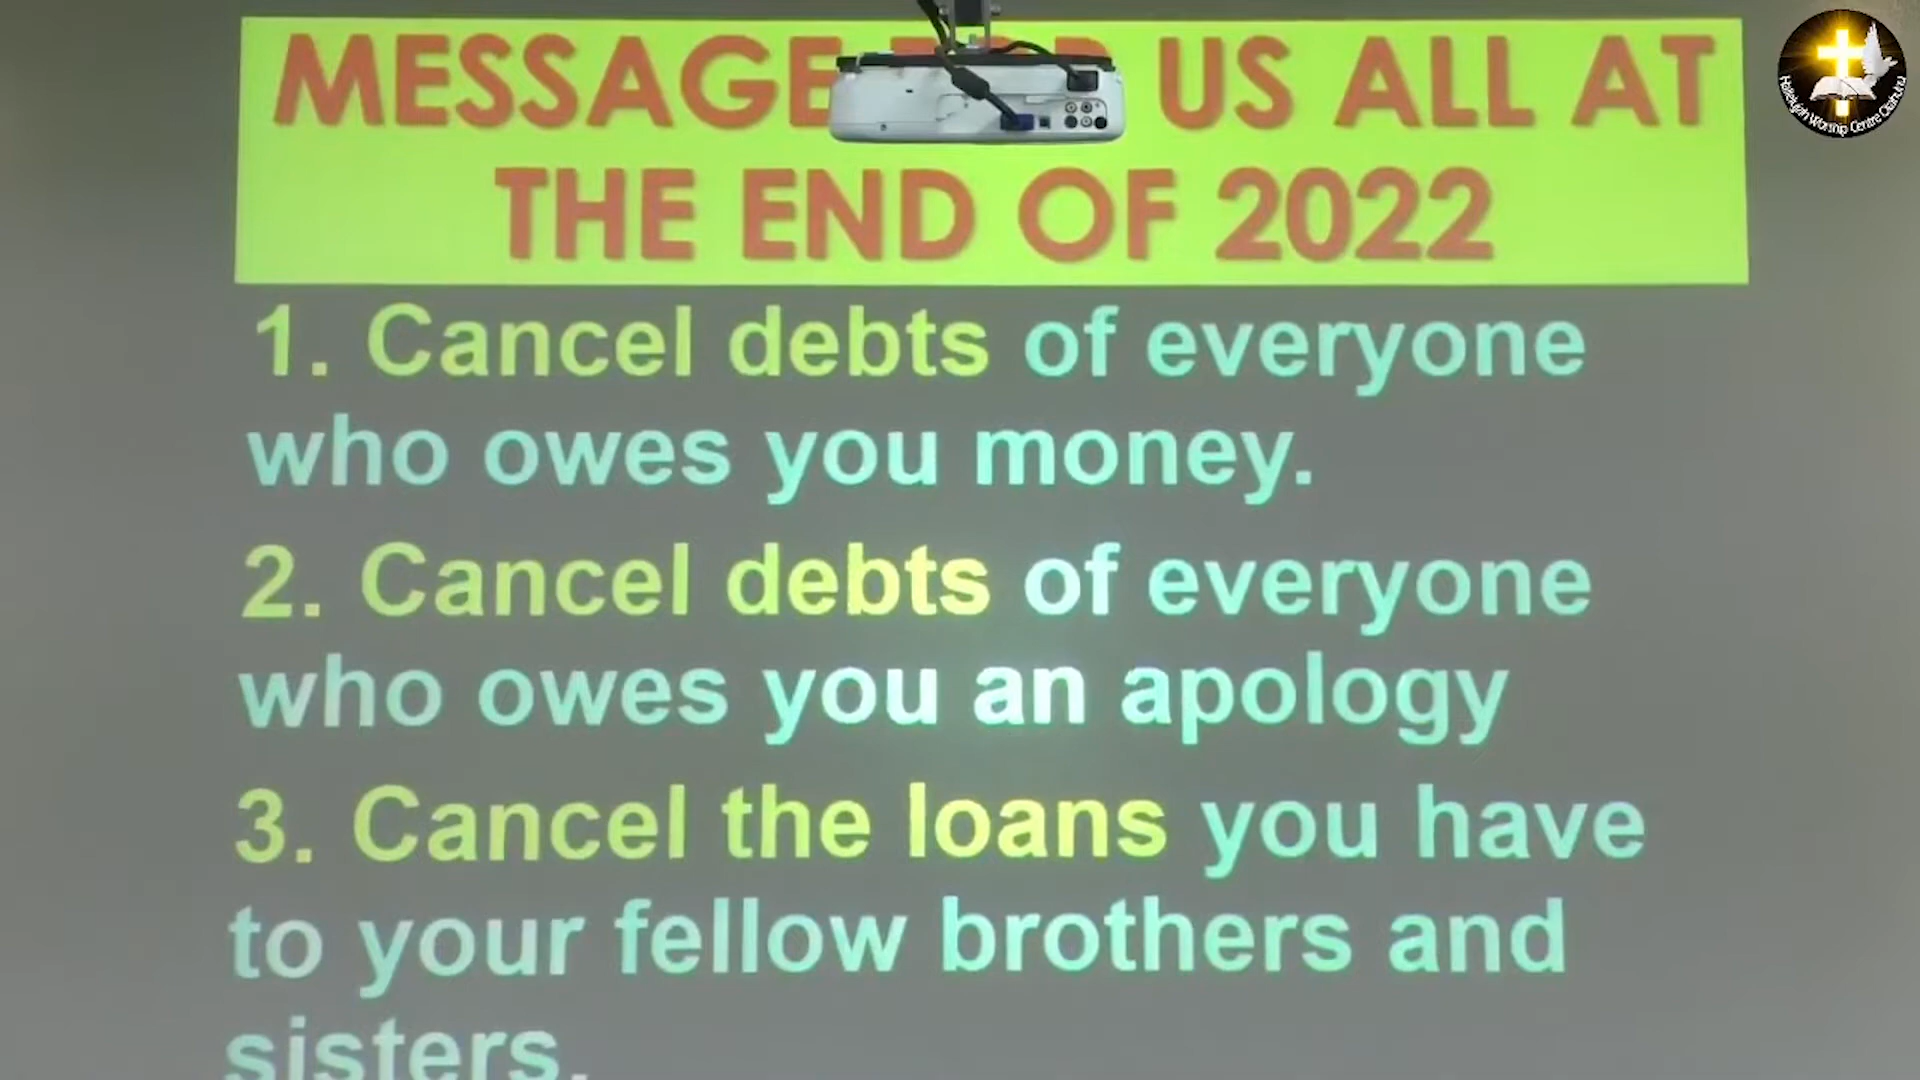 MESSAGE FOR US ALL AT
THE END OF 2022
1. Cancel debts of everyone
who owes you money.
2. Cancel debts of everyone
who owes you an apology
3. Cancel the loans you have
to your fellow brothers and
sisters.